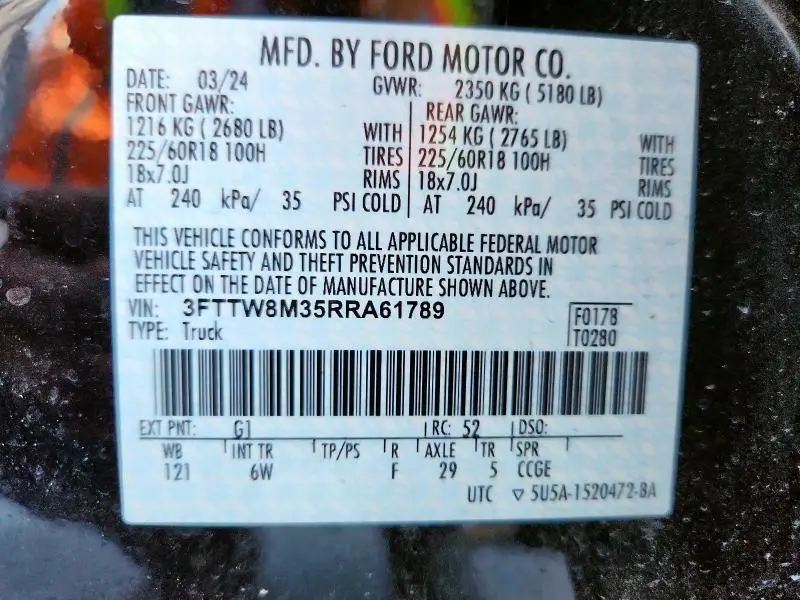 MFD. BY FORD MOTOR CO.
DATE: 03/24 GVWR: 2350 KG ( 5180 LB)
FRONT GAWR: REAR GAWR:
1216 KG ( 2680 LB) WITH 1254 KG ( 2765 LB) WITH
225/60R18 100H TIRES 225/60R18 100H TIRES
18x7.0J RIMS 18x7.0J RIMS
AT 240 kPa/ 35 PSI COLD AT 240 kPa/ 35 PSI COLD
THIS VEHICLE CONFORMS TO ALL APPLICABLE FEDERAL MOTOR
VEHICLE SAFETY AND THEFT PREVENTION STANDARDS IN
EFFECT ON THE DATE OF MANUFACTURE SHOWN ABOVE.
VIN: 3FTTW8M35RRA61789 F0178
TYPE: Truck T0280
EXT PNT: G1 RC: 52 DSO:
WB INT TR TP/PS R AXLE TR SPR
121 6W F 29 5 CCGE
UTC ▽ 5U5A-1520472-BA